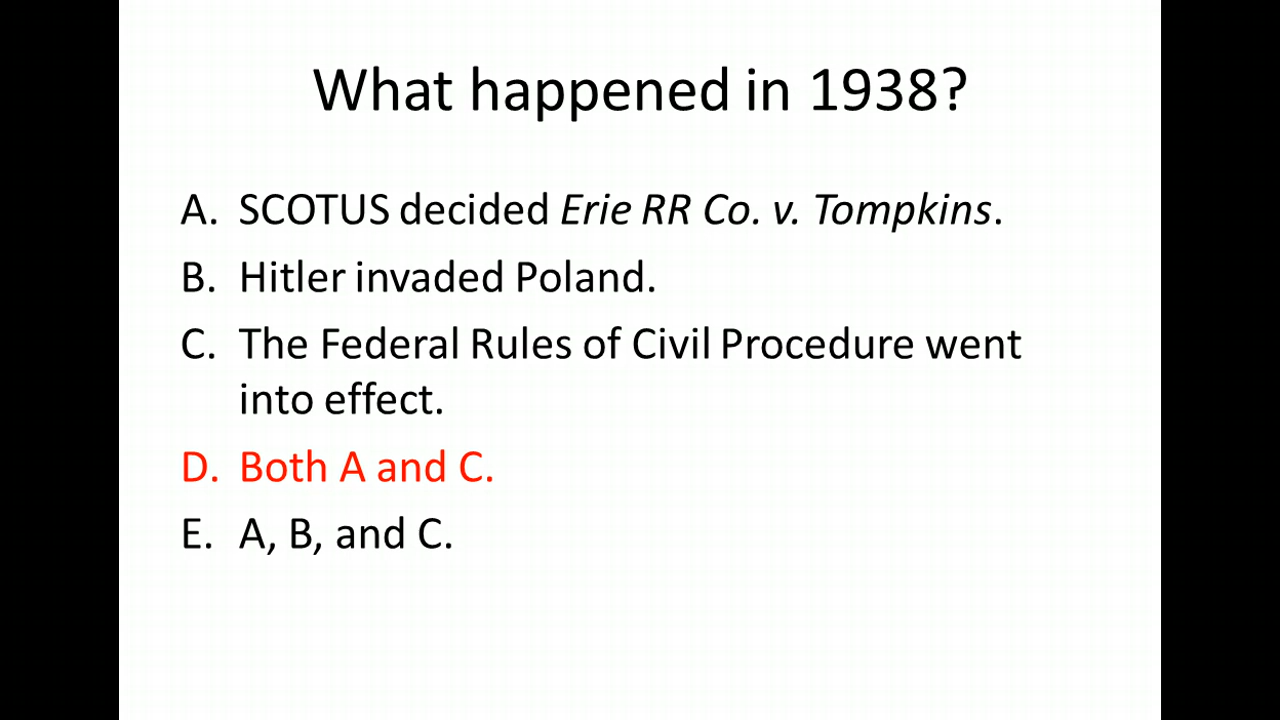 What happened in 1938?
A. SCOTUS decided Erie RR Co. v. Tompkins.
B. Hitler invaded Poland.
C. The Federal Rules of Civil Procedure went
into effect.
D. Both A and C.
E. A, B, and C.